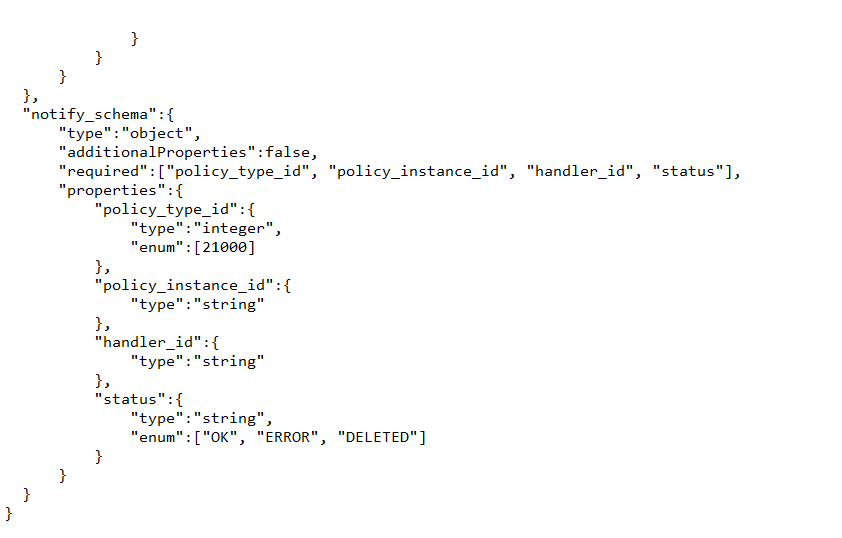 }
}
}
},
"notify_schema":{
"type":"object",
"additionalProperties":false,
"required":["policy_type_id", "policy_instance_id", "handler_id", "status"],
"properties":{
"policy_type_id":{
"type":"integer",
"enum":[21000]
},
"policy_instance_id":{
"type":"string"
},
"handler_id":{
"type":"string"
},
"status":{
"type":"string",
"enum":["OK", "ERROR", "DELETED"]
}
}
}
}